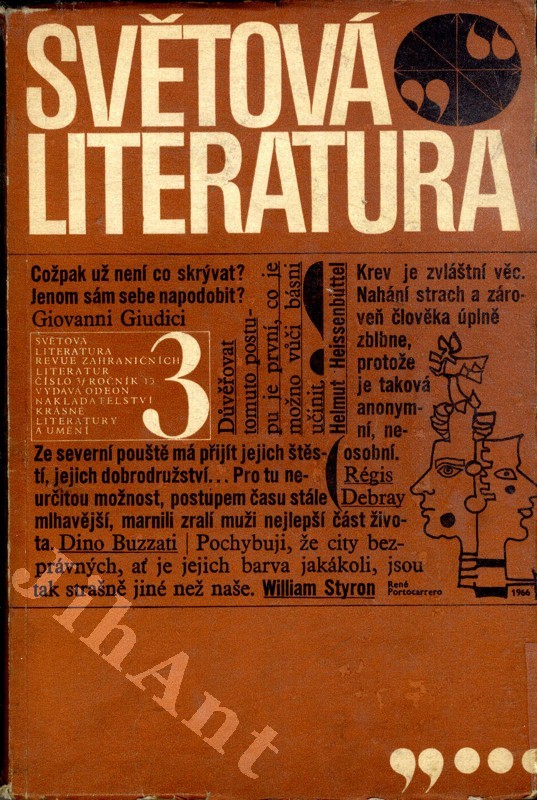 SVĚTOVÁ
LITERATURA
Cožpak už není co skrývat?
Jenom sám sebe napodobit?
Giovanni Giudici
SVĚTOVÁ
LITERATURA
REVUE ZAHRANIČNÍCH
LITERATUR
ČÍSLO 3/ ROČNÍK 13
VYDÁVÁ ODEON
NAKLADATELSTVÍ
KRÁSNÉ
LITERATURY
A UMĚNÍ
3
Důvěřovat
tomuto postu-
pu je první, co je
možno vůči básni
učinit!
Helmut Heissenbüttel
Krev je zvláštní věc.
Nahání strach a záro-
veň člověka úplně
zblbne,
protože
je taková
anonym-
ní, ne-
osobní.
Régis
Debray
Ze severní pouště má přijít jejich štěs-
tí, jejich dobrodružství... Pro tu ne-
určitou možnost, postupem času stále
mlhavější, marnili zralí muži nejlepší část živo-
ta. Dino Buzzati | Pochybuji, že city bez-
právných, ať je jejich barva jakákoli, jsou
tak strašně jiné než naše. William Styron
René
Portocarrero
1966
JihAnt